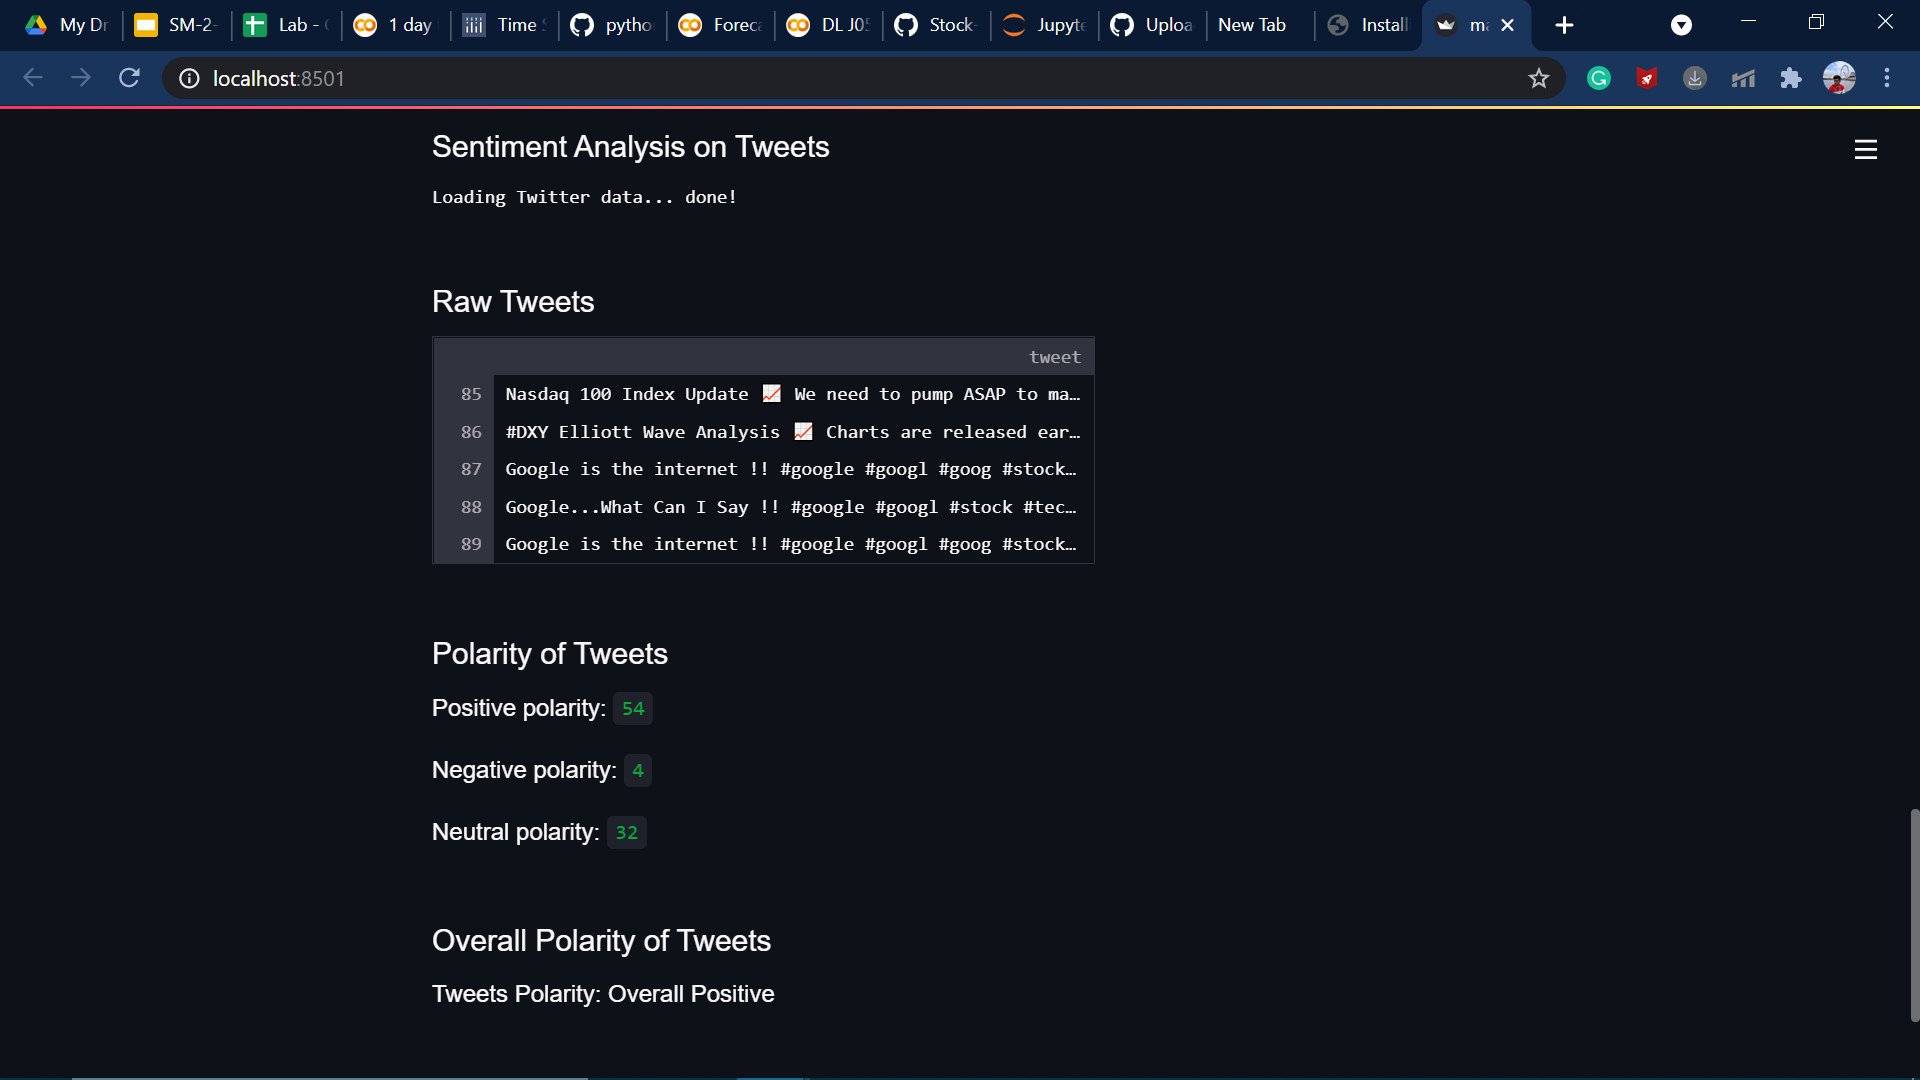 My Dr
SM-2-
Lab - 
1 day
Time
pytho
Foreca
DL J05
Stock-
Jupyte
Uploa
New Tab
Install
ma
localhost:8501
Sentiment Analysis on Tweets
Loading Twitter data... done!
Raw Tweets
tweet
85 Nasdaq 100 Index Update 📈 We need to pump ASAP to ma…
86 #DXY Elliott Wave Analysis 📈 Charts are released ear…
87 Google is the internet !! #google #googl #goog #stock…
88 Google...What Can I Say !! #google #googl #stock #tec…
89 Google is the internet !! #google #googl #goog #stock…
Polarity of Tweets
Positive polarity: 54
Negative polarity: 4
Neutral polarity: 32
Overall Polarity of Tweets
Tweets Polarity: Overall Positive